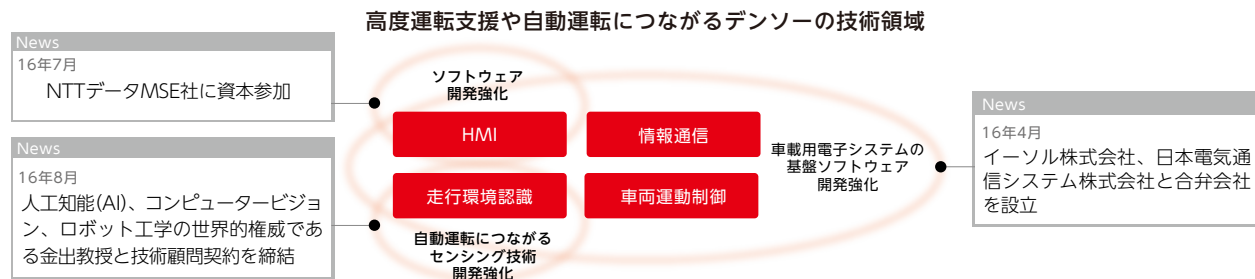 高度運転支援や自動運転につながるデンソーの技術領域
News
16年7月
NTTデータMSE社に資本参加
News
16年8月
人工知能(AI)、コンピュータービジョ
ン、ロボット工学の世界的権威であ
る金出教授と技術顧問契約を締結
ソフトウェア
開発強化
HMI
情報通信
走行環境認識
車両運動制御
自動運転につながる
センシング技術
開発強化
車載用電子システムの
基盤ソフトウェア
開発強化
News
16年4月
イーソル株式会社、日本電気通
信システム株式会社と合弁会社
を設立